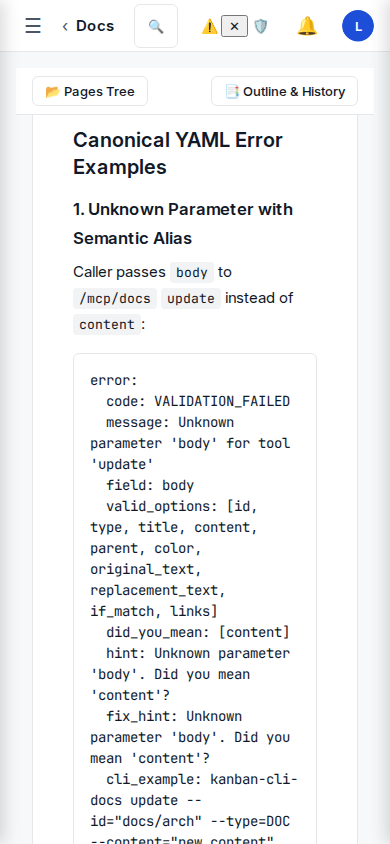 ☰ ‹ Docs 🔍 ⚠️ ✕ 🛡️ 🔔 L
📂 Pages Tree 📑 Outline & History
Canonical YAML Error
Examples
1. Unknown Parameter with
Semantic Alias
Caller passes body to
/mcp/docs update instead of
content:
error:
  code: VALIDATION_FAILED
  message: Unknown
parameter 'body' for tool
'update'
  field: body
  valid_options: [id,
type, title, content,
parent, color,
original_text,
replacement_text,
if_match, links]
  did_you_mean: [content]
  hint: Unknown parameter
'body'. Did you mean
'content'?
  fix_hint: Unknown
parameter 'body'. Did you
mean 'content'?
  cli_example: kanban-cli-
docs update --
id="docs/arch" --type=DOC
--content="new content"